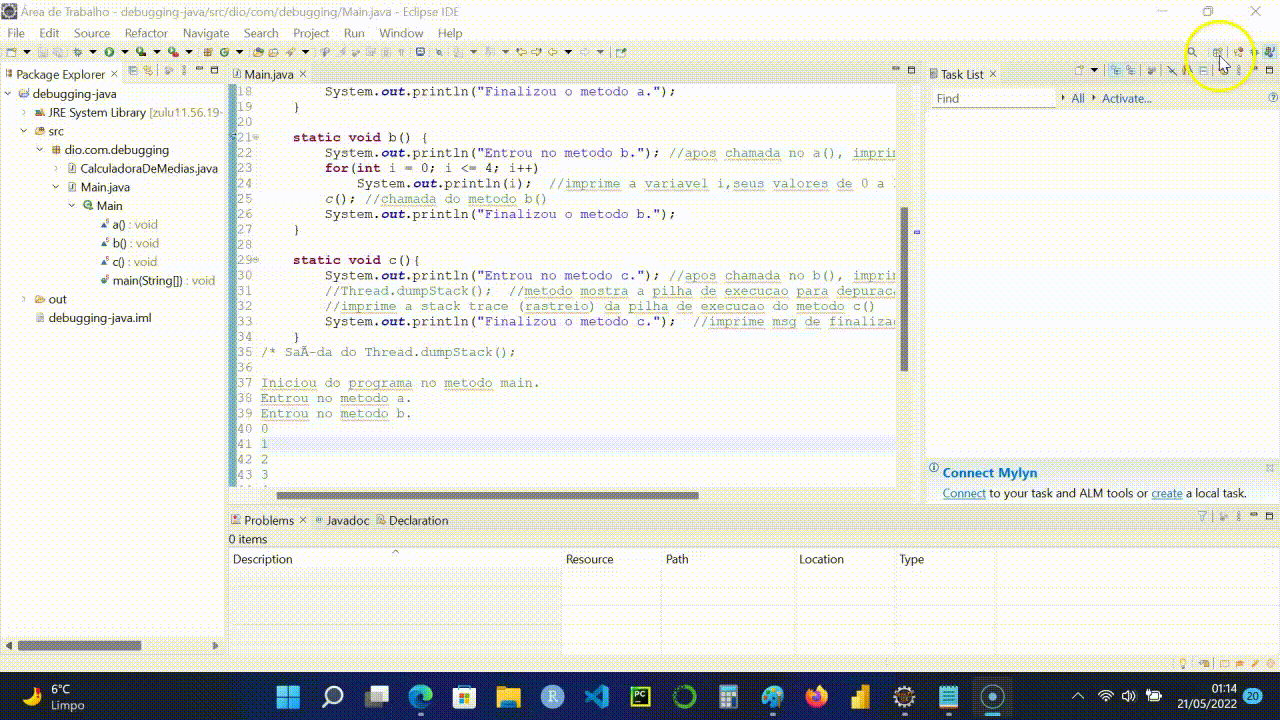 Área de Trabalho - debugging-java/src/dio/com/debugging/Main.java - Eclipse IDE
File Edit Source Refactor Navigate Search Project Run Window Help
Package Explorer
debugging-java
JRE System Library [zulu11.56.19-
src
dio.com.debugging
CalculadoraDeMedias.java
Main.java
Main
a() : void
b() : void
c() : void
main(String[]) : void
out
debugging-java.iml
Main.java
18 System.out.println("Finalizou o metodo a.");
19 }
20
21 static void b() {
22 System.out.println("Entrou no metodo b."); //apos chamada no a(), imprim
23 for(int i = 0; i <= 4; i++)
24 System.out.println(i); //imprime a variavel i,seus valores de 0 a
25 c(); //chamada do metodo b()
26 System.out.println("Finalizou o metodo b.");
27 }
28
29 static void c(){
30 System.out.println("Entrou no metodo c."); //apos chamada no b(), imprim
31 //Thread.dumpStack(); //metodo mostra a pilha de execucao para depuraca
32 //imprime a stack trace (rastreio) da pilha de execucao do metodo c()
33 System.out.println("Finalizou o metodo c."); //imprime msg de finalizac
34 }
35 /* SaÃ-da do Thread.dumpStack();
36
37 Iniciou do programa no metodo main.
38 Entrou no metodo a.
39 Entrou no metodo b.
40 0
41 1
42 2
43 3
Task List
Find All Activate...
Connect Mylyn
Connect to your task and ALM tools or create a local task.
Problems Javadoc Declaration
0 items
Description Resource Path Location Type
6°C
Limpo
R
PC
01:14
21/05/2022
20